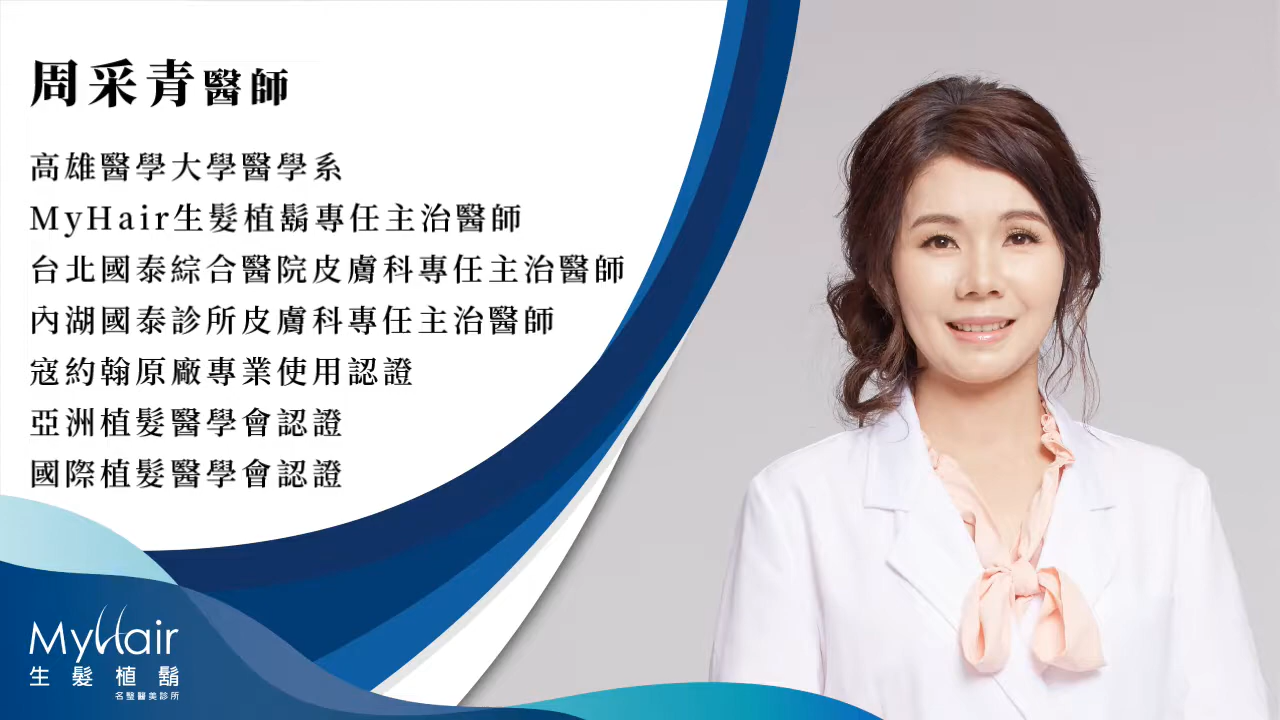 周采青醫師
高雄醫學大學醫學系
MyHair生髮植鬍專任主治醫師
台北國泰綜合醫院皮膚科專任主治醫師
內湖國泰診所皮膚科專任主治醫師
寇約翰原廠專業使用認證
亞洲植髮醫學會認證
國際植髮醫學會認證
MyHair
生髮植鬍
名盩醫美診所